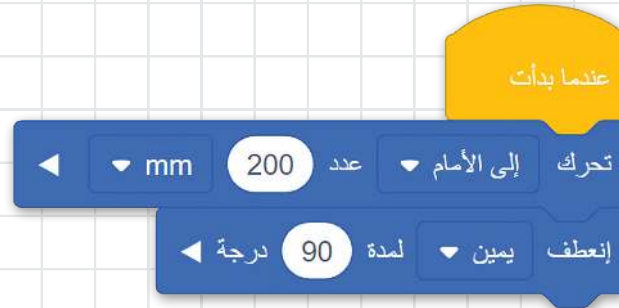 عندما بدأت
تحرك إلى الأمام عدد 200 mm
إنعطف يمين لمدة 90 درجة